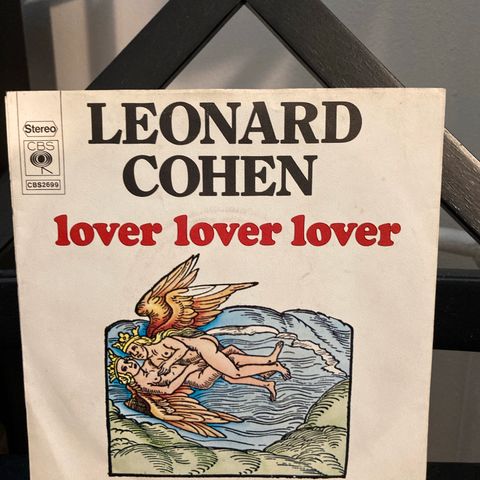 LEONARD
COHEN
lover lover lover
Stereo
CBS
CBS2699